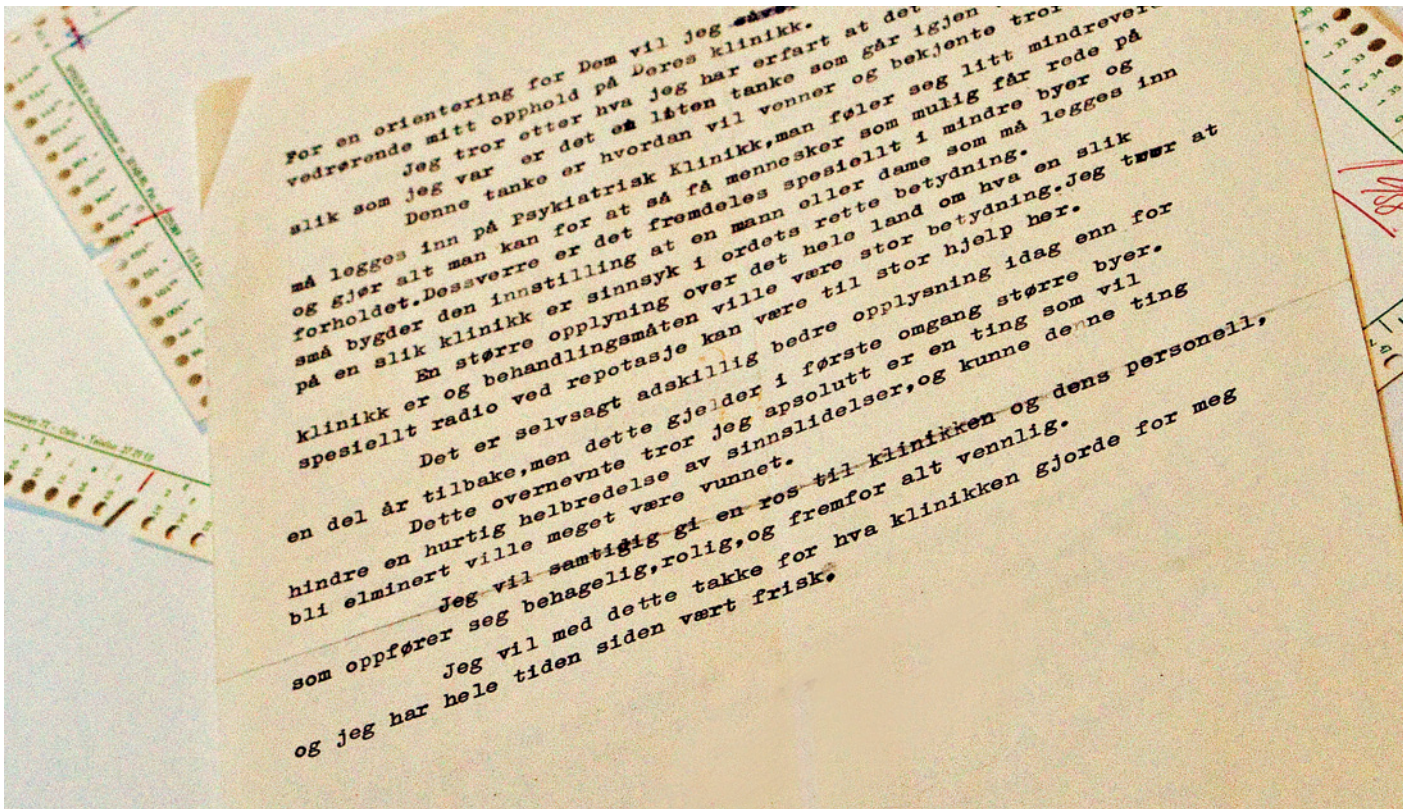 For en orientering for Dem vil jeg
vedrørende mitt opphold på Deres klinikk.
Jeg tror etter hva jeg har erfart at det
slik som jeg var er det en liten tanke som går igjen
Denne tanke er hvordan vil venner og bekjente tror
må legges inn på Psykiatrisk Klinikk,man føler seg litt
og gjør alt man kan for at så få mennesker som mulig får rede på
forholdet.Dessverre er det fremdeles spesiellt i mindre byer og
små bygder den innstilling at en mann eller dame som må legges inn
på en slik klinikk er sinnsyk i ordets rette betydning.
En større opplyning over det hele land om hva en slik
klinikk er og behandlingsmåten ville være stor betydning.Jeg at
spesiellt radio ved repotasje kan være til stor hjelp her.
Det er selvsagt adskillig bedre opplysning idag enn for
en del år tilbake,men dette gjelder i første omgang større byer.
Dette overnevnte tror jeg apsolutt er en ting som vil
hindre en hurtig helbredelse av sinnslidelser,og kunne denne ting
bli elminert ville meget være vunnet.
Jeg vil samtidig gi en ros til klinikken og dens personell,
som oppfører seg behagelig,rolig,og fremfor alt vennlig.
Jeg vil med dette takke for hva klinikken gjorde for meg
og jeg har hele tiden siden vært frisk.